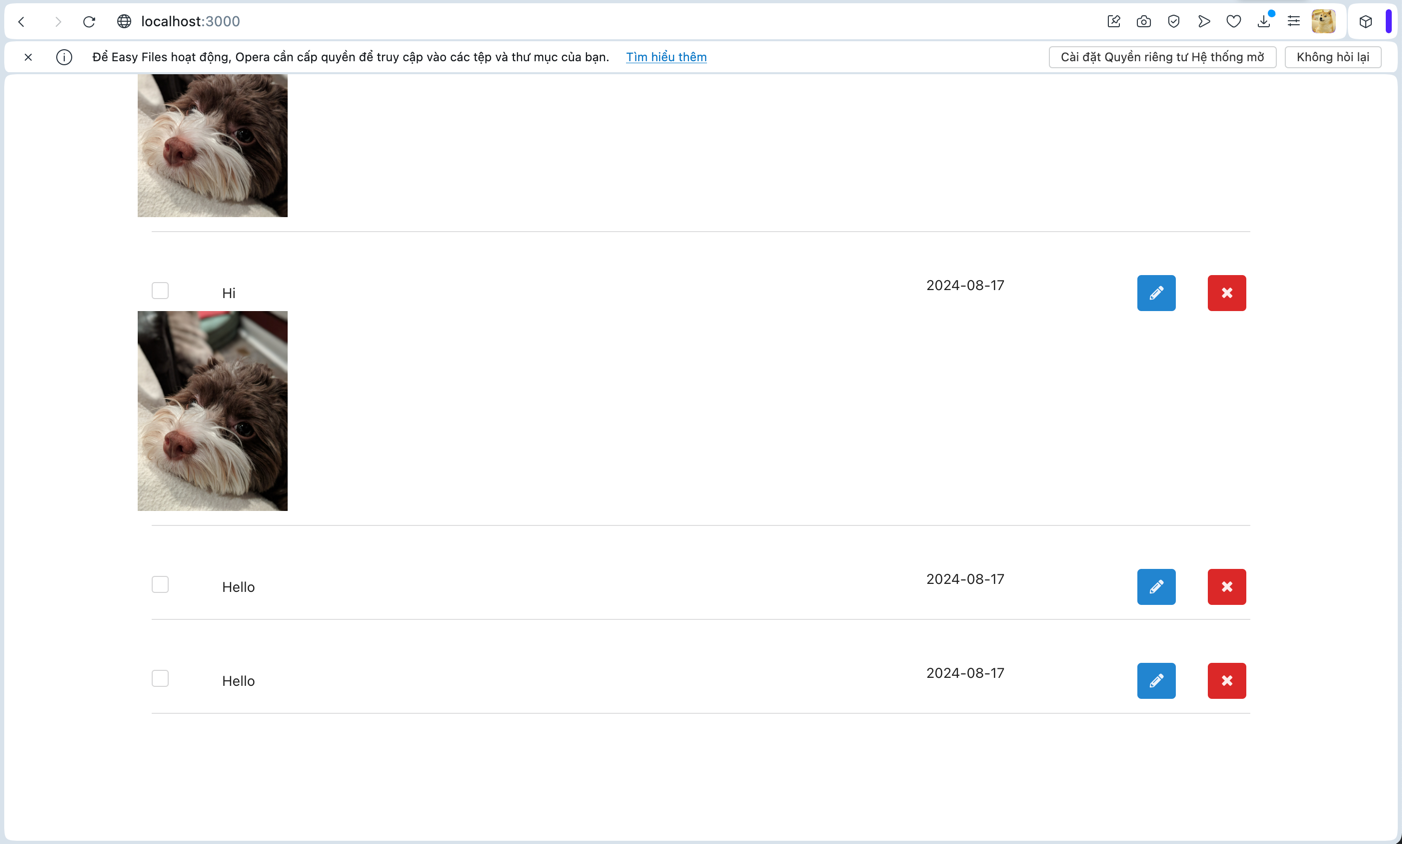 localhost:3000
Để Easy Files hoạt động, Opera cần cấp quyền để truy cập vào các tệp và thư mục của bạn. Tìm hiểu thêm Cài đặt Quyền riêng tư Hệ thống mở Không hỏi lại
Hi 2024-08-17
Hello 2024-08-17
Hello 2024-08-17